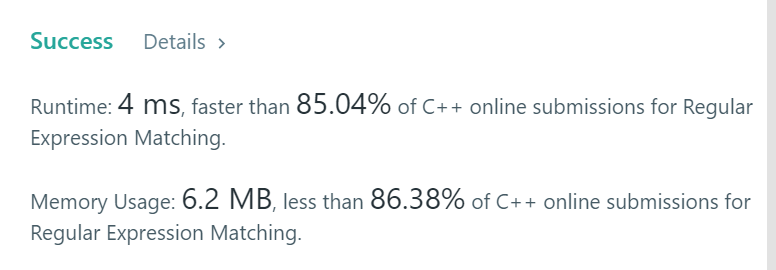 Success Details >
Runtime: 4 ms, faster than 85.04% of C++ online submissions for Regular
Expression Matching.
Memory Usage: 6.2 MB, less than 86.38% of C++ online submissions for
Regular Expression Matching.